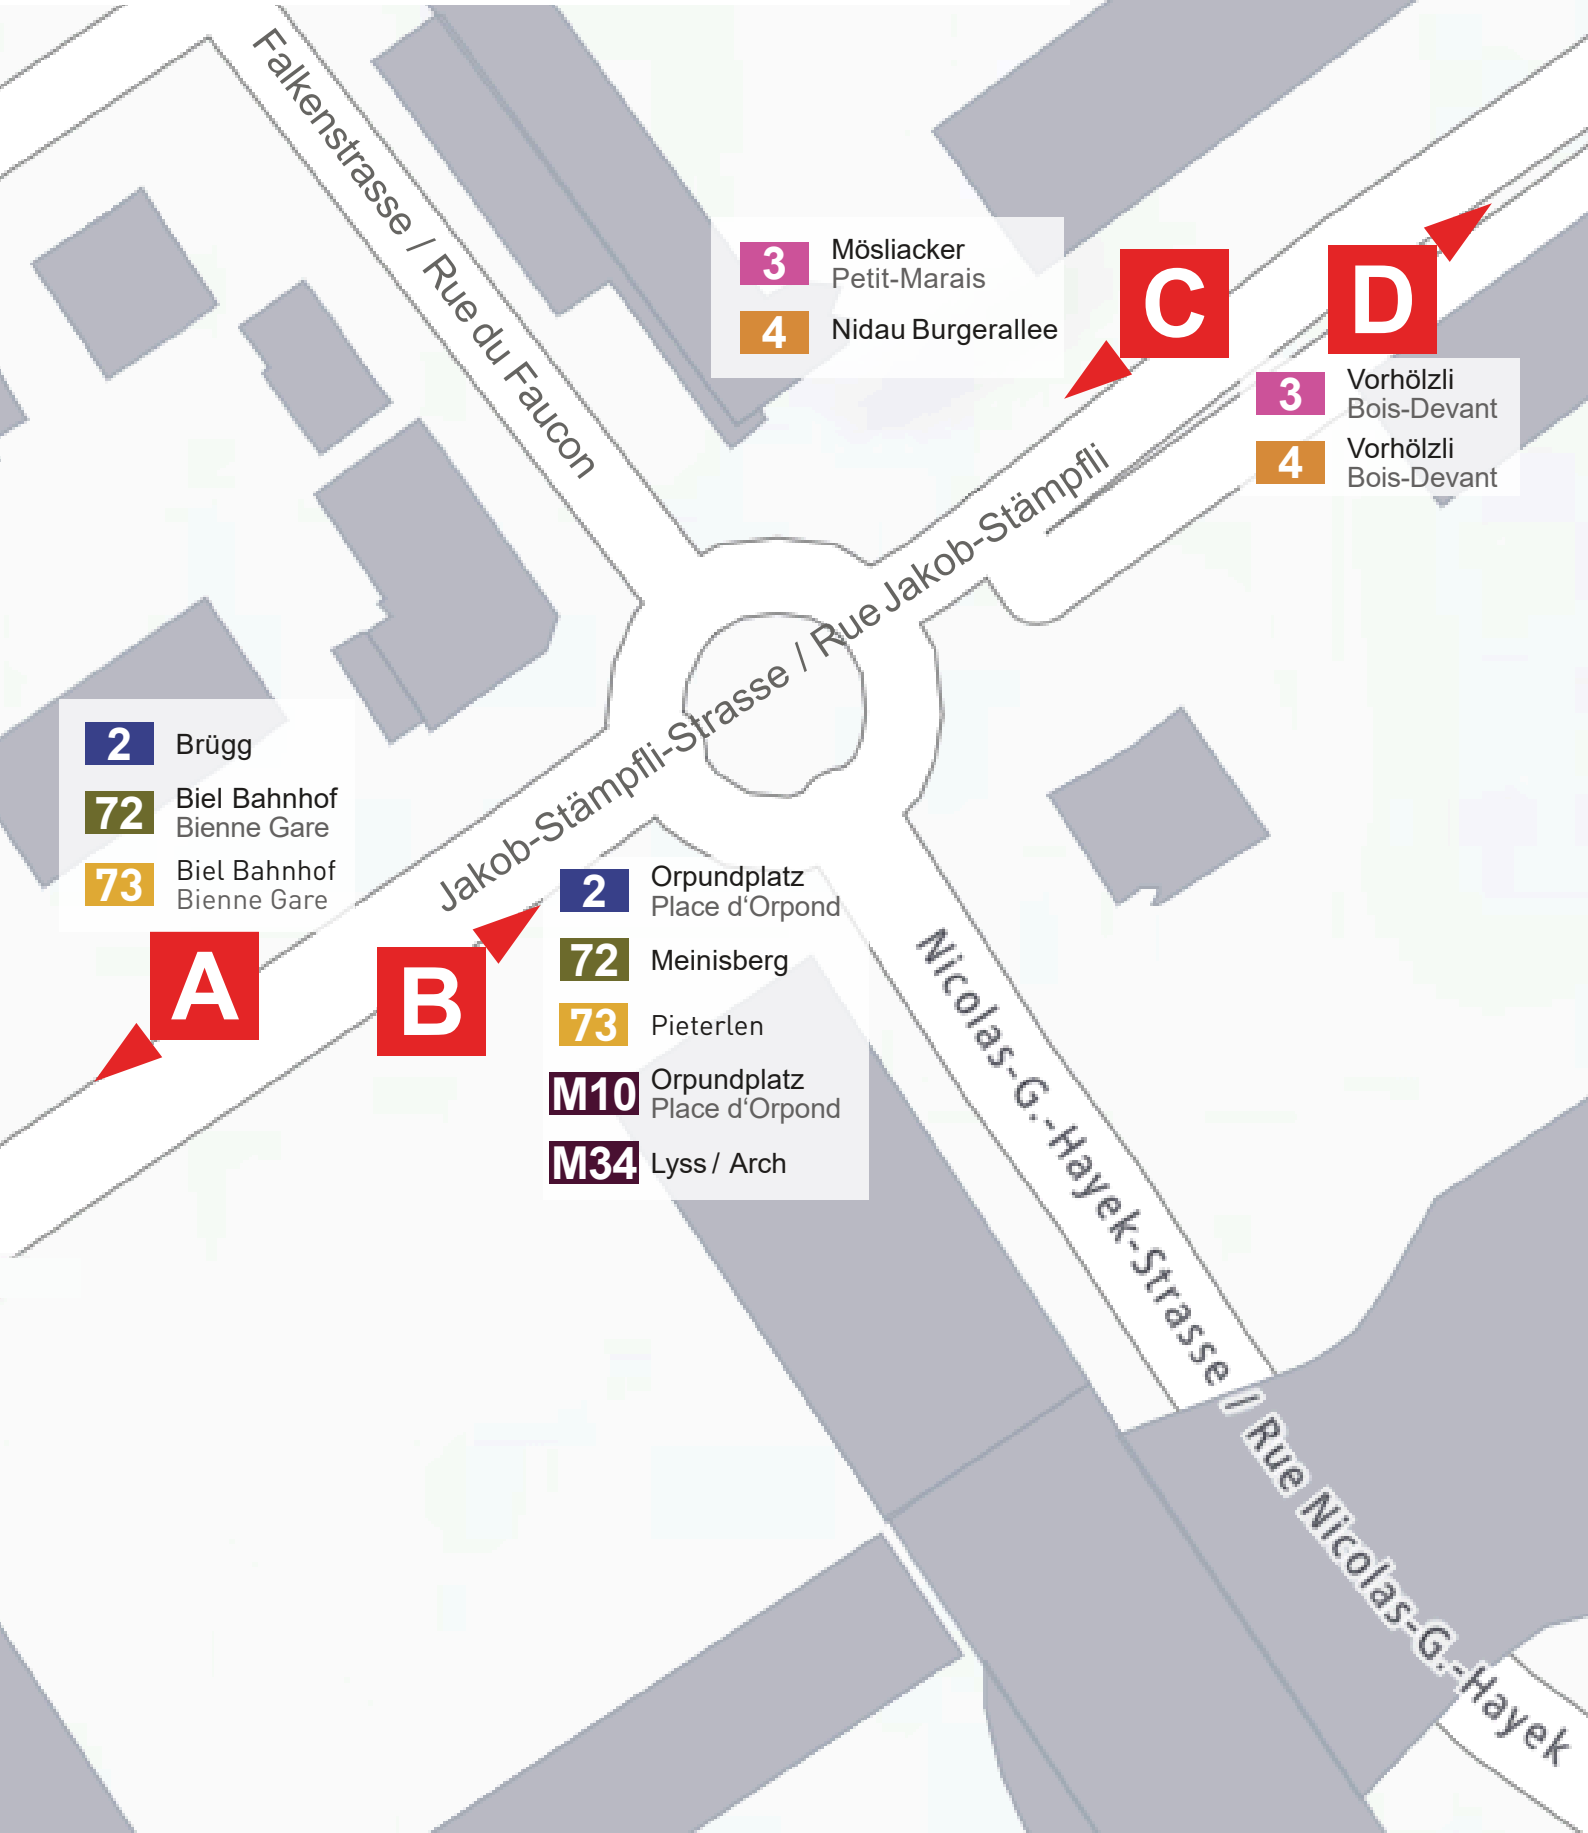 Falkenstrasse / Rue du Faucon
3 Mösliacker
Petit-Marais
4 Nidau Burgerallee
C
D
3 Vorhölzli
Bois-Devant
4 Vorhölzli
Bois-Devant
Jakob-Stämpfli-Strasse / Rue Jakob-Stämpfli
2 Brügg
72 Biel Bahnhof
Bienne Gare
73 Biel Bahnhof
Bienne Gare
A
B
2 Orpundplatz
Place d‘Orpond
72 Meinisberg
73 Pieterlen
M10 Orpundplatz
Place d‘Orpond
M34 Lyss / Arch
Nicolas-G.-Hayek-Strasse / Rue Nicolas-G.-Hayek